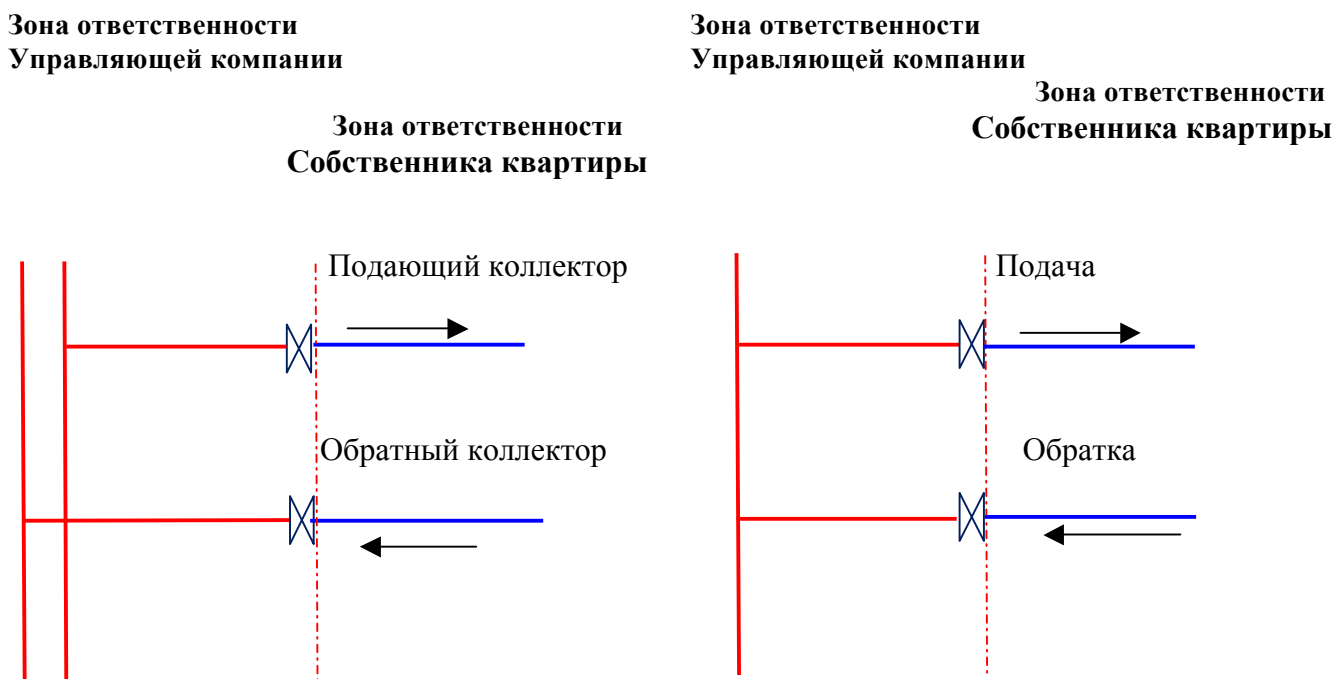 Зона ответственности
Управляющей компании
Зона ответственности
Собственника квартиры
Подающий коллектор
Обратный коллектор
Зона ответственности
Управляющей компании
Зона ответственности
Собственника квартиры
Подача
Обратка